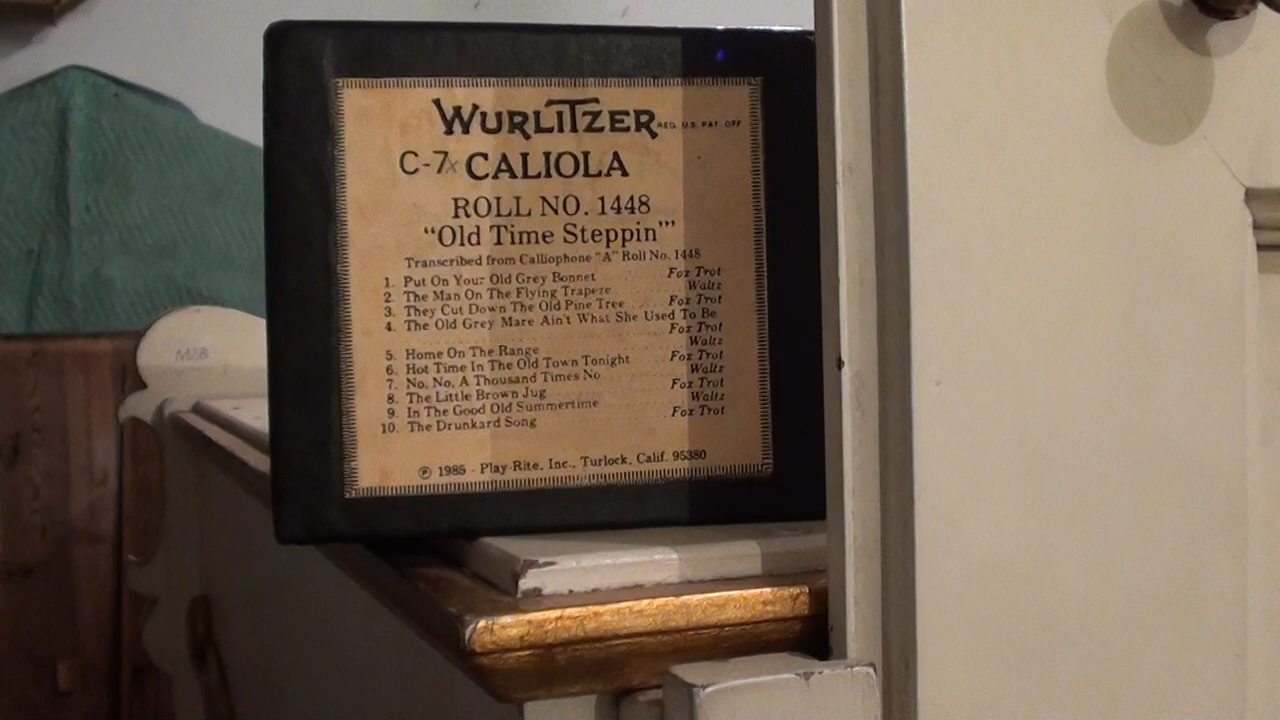 WURLITZER REG. U.S. PAT. OFF
C-7x CALIOLA
ROLL NO. 1448
“Old Time Steppin’”
Transcribed from Calliophone "A" Roll No. 1448
1. Put On Your Old Grey Bonnet Fox Trot
2. The Man On The Flying Trapeze Waltz
3. They Cut Down The Old Pine Tree Fox Trot
4. The Old Grey Mare Ain't What She Used To Be
Fox Trot
5. Home On The Range Waltz
6. Hot Time In The Old Town Tonight Fox Trot
7. No, No, A Thousand Times No Waltz
8. The Little Brown Jug Fox Trot
9. In The Good Old Summertime Waltz
10. The Drunkard Song Fox Trot
℗ 1985 - Play-Rite, Inc., Turlock, Calif. 95380